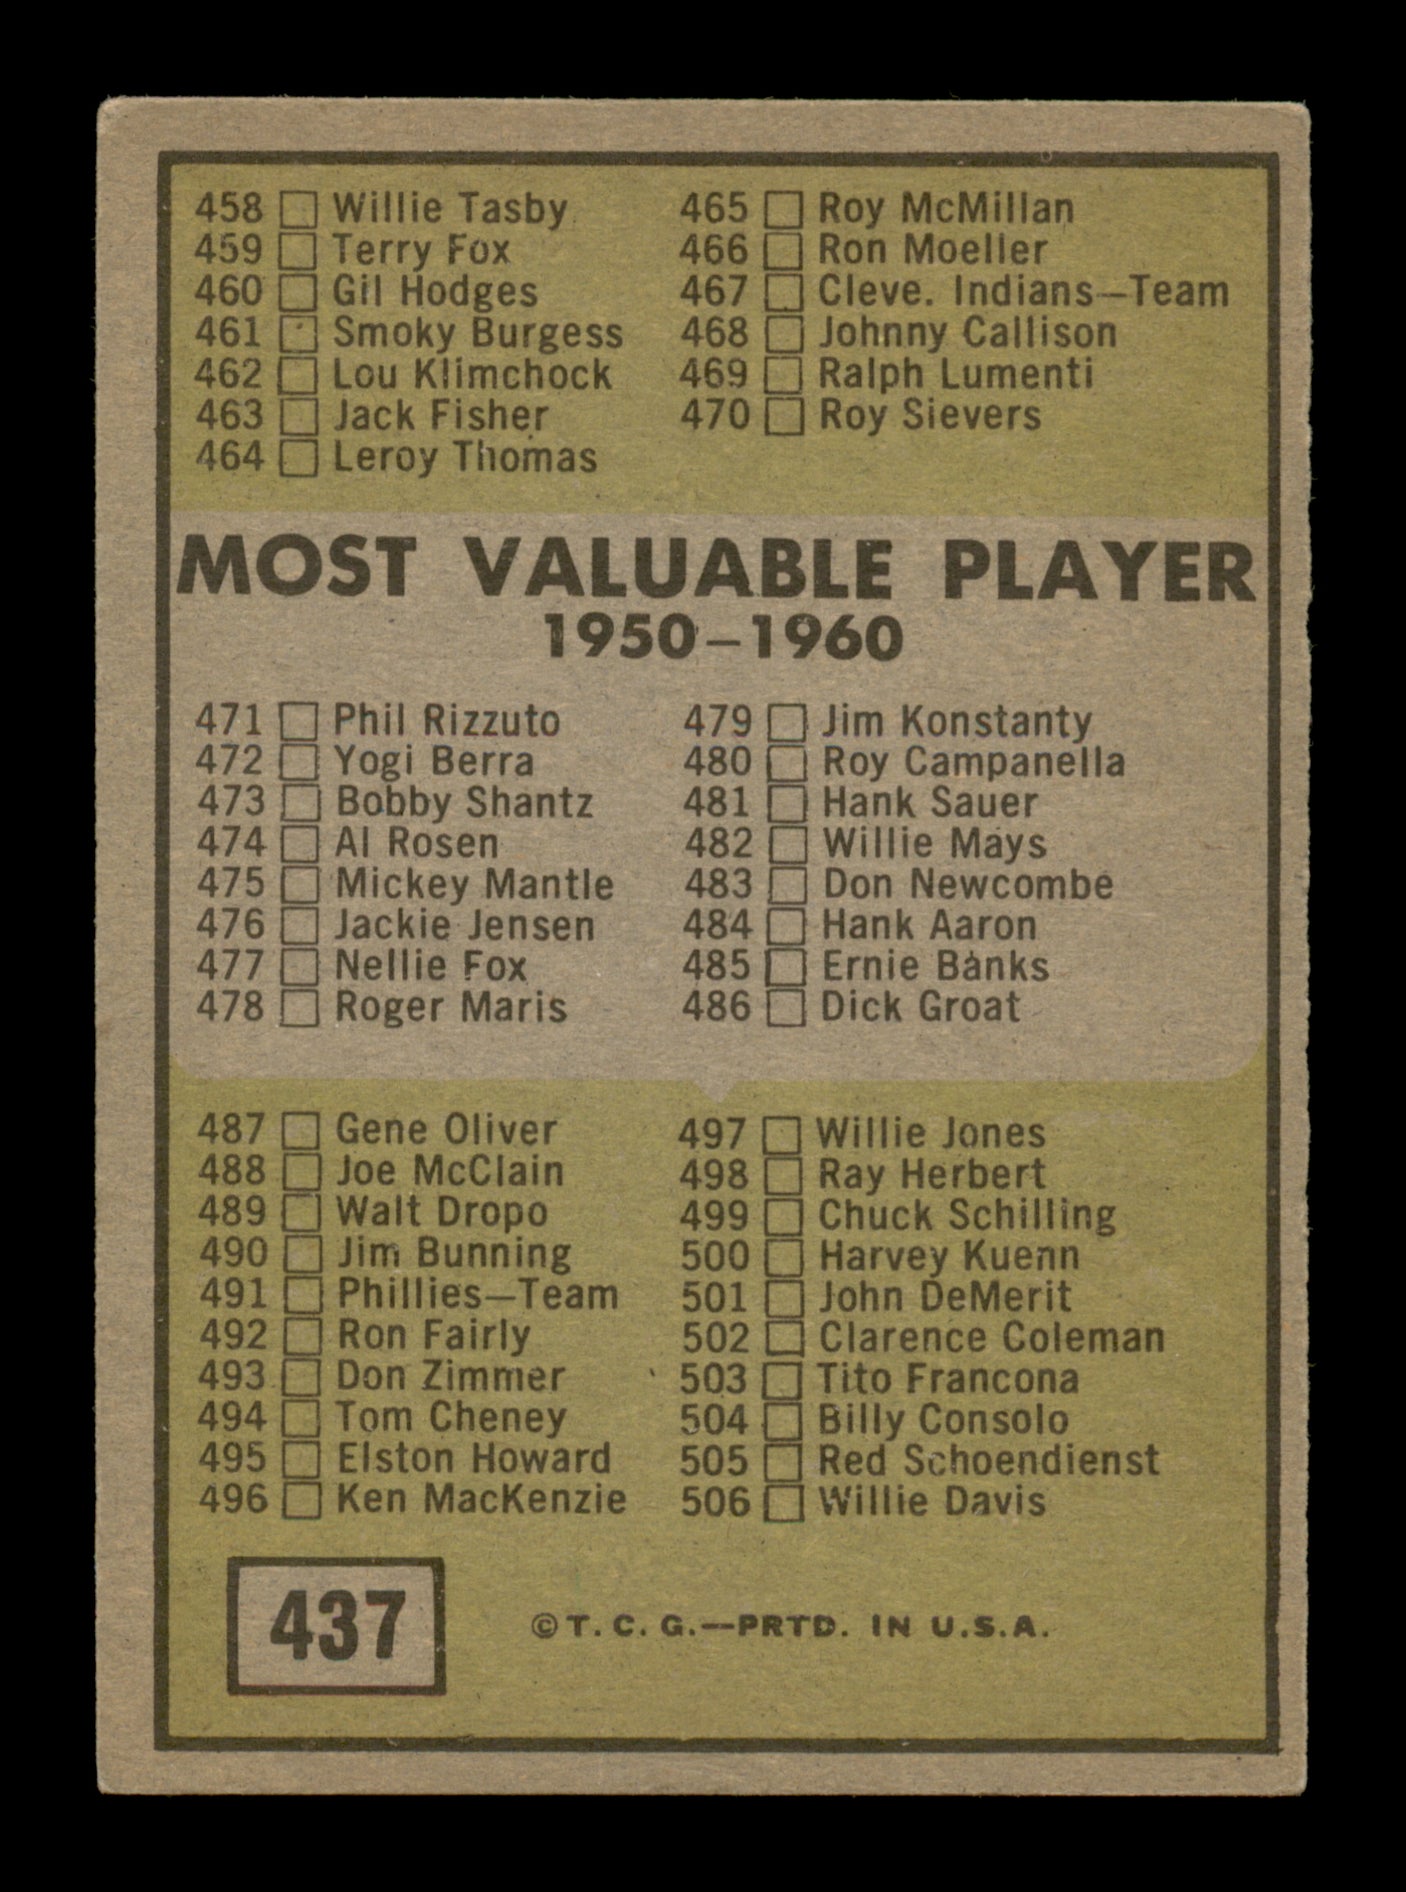 458 Willie Tasby
459 Terry Fox
460 Gil Hodges
461 Smoky Burgess
462 Lou Klimchock
463 Jack Fisher
464 Leroy Thomas
465 Roy McMillan
466 Ron Moeller
467 Cleve. Indians—Team
468 Johnny Callison
469 Ralph Lumenti
470 Roy Sievers
MOST VALUABLE PLAYER
1950–1960
471 Phil Rizzuto
472 Yogi Berra
473 Bobby Shantz
474 Al Rosen
475 Mickey Mantle
476 Jackie Jensen
477 Nellie Fox
478 Roger Maris
479 Jim Konstanty
480 Roy Campanella
481 Hank Sauer
482 Willie Mays
483 Don Newcombe
484 Hank Aaron
485 Ernie Banks
486 Dick Groat
487 Gene Oliver
488 Joe McClain
489 Walt Dropo
490 Jim Bunning
491 Phillies—Team
492 Ron Fairly
493 Don Zimmer
494 Tom Cheney
495 Elston Howard
496 Ken MacKenzie
497 Willie Jones
498 Ray Herbert
499 Chuck Schilling
500 Harvey Kuenn
501 John DeMerit
502 Clarence Coleman
503 Tito Francona
504 Billy Consolo
505 Red Schoendienst
506 Willie Davis
437
©T. C. G.—PRTD. IN U.S.A.